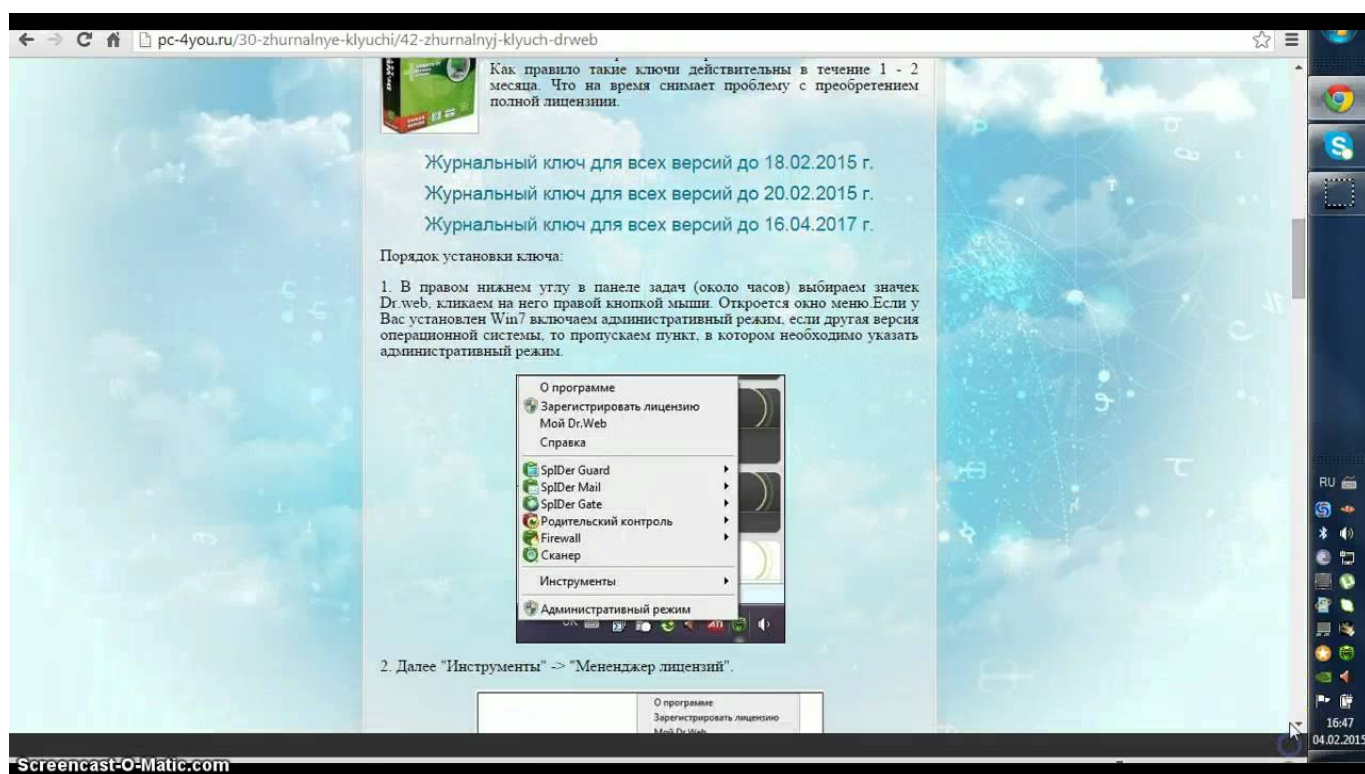 pc-4you.ru/30-zhurnalnye-klyuchi/42-zhurnalnyj-klyuch-drweb
Как правило такие ключи действительны в течение 1 - 2
месяца. Что на время снимает проблему с преобретением
полной лицензиии.
Журнальный ключ для всех версий до 18.02.2015 г.
Журнальный ключ для всех версий до 20.02.2015 г.
Журнальный ключ для всех версий до 16.04.2017 г.
Порядок установки ключа:
1. В правом нижнем углу в панеле задач (около часов) выбираем значек
Dr.web, кликаем на него правой кнопкой мыши. Откроется окно меню.Если у
Вас установлен Win7 включаем административный режим, если другая версия
операционной системы, то пропускаем пункт, в котором необходимо указать
административный режим.
О программе
Зарегистрировать лицензию
Мой Dr.Web
Справка
SpIDer Guard
SpIDer Mail
SpIDer Gate
Родительский контроль
Firewall
Сканер
Инструменты
Административный режим
2. Далее "Инструменты" -> "Мененджер лицензий".
О программе
Зарегистрировать лицензию
Мой Dr.Web
RU
16:47
04.02.2015
Screencast-O-Matic.com